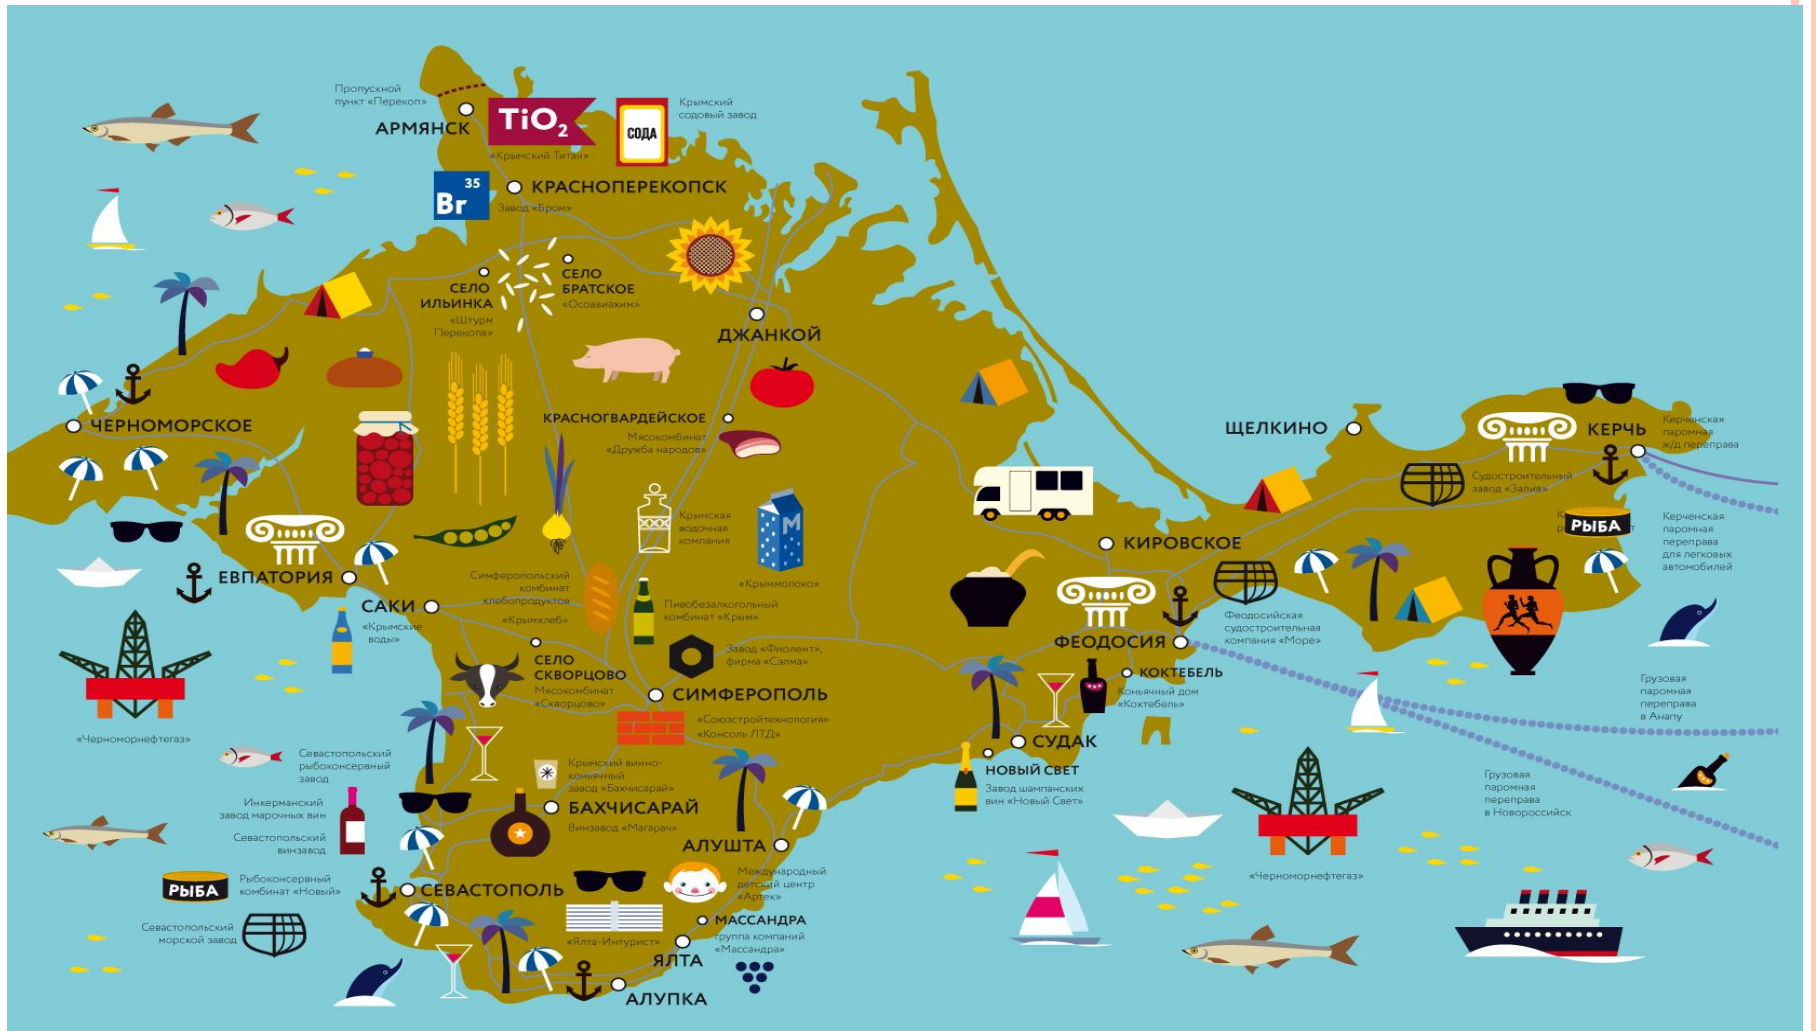 Пропускной
пункт «Перекоп»
АРМЯНСК
TiO2
«Крымский Титан»
СОДА
Крымский
содовый завод
35
Br
КРАСНОПЕРЕКОПСК
Завод «Бром»
СЕЛО
ИЛЬИНКА
«Штурм
Перекопа»
СЕЛО
БРАТСКОЕ
«Осоавиахим»
ДЖАНКОЙ
ЧЕРНОМОРСКОЕ
КРАСНОГВАРДЕЙСКОЕ
Мясокомбинат
«Дружба народов»
ЩЕЛКИНО
КЕРЧЬ
Керченская
паромная
ж/д переправа
Судостроительный
завод «Залив»
РЫБА
Керченская
паромная
переправа
для легковых
автомобилей
Крымская
водочная
компания
М
«Крыммолоко»
КИРОВСКОЕ
ЕВПАТОРИЯ
САКИ
«Крымские
воды»
Симферопольский
комбинат
хлебопродуктов
«Крымхлеб»
Пивобезалкогольный
комбинат «Крым»
Феодосийская
судостроительная
компания «Море»
ФЕОДОСИЯ
СЕЛО
СКВОРЦОВО
Мясокомбинат
«Скворцово»
Завод «Фиолент»,
фирма «Сэлма»
СИМФЕРОПОЛЬ
«Союзстройтехнология»
«Консоль ЛТД»
КОКТЕБЕЛЬ
Коньячный дом
«Коктебель»
Грузовая
паромная
переправа
в Анапу
«Черноморнефтегаз»
СУДАК
НОВЫЙ СВЕТ
Завод шампанских
вин «Новый Свет»
Грузовая
паромная
переправа
в Новороссийск
Севастопольский
рыбоконсервный
завод
Инкерманский
завод марочных вин
Севастопольский
винзавод
Крымский винно-
коньячный
завод «Бахчисарай»
БАХЧИСАРАЙ
Винзавод «Магарач»
АЛУШТА
РЫБА
Рыбоконсервный
комбинат «Новый»
СЕВАСТОПОЛЬ
Международный
детский центр
«Артек»
«Черноморнефтегаз»
Севастопольский
морской завод
«Ялта-Интурист»
МАССАНДРА
группа компаний
«Массандра»
ЯЛТА
АЛУПКА